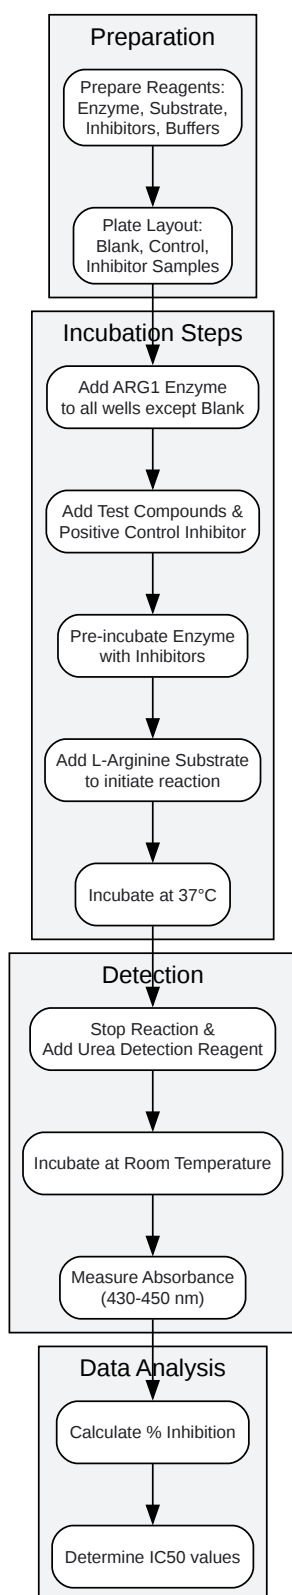 Preparation
Prepare Reagents:
Enzyme, Substrate,
Inhibitors, Buffers
Plate Layout:
Blank, Control,
Inhibitor Samples
Incubation Steps
Add ARG1 Enzyme
to all wells except Blank
Add Test Compounds &
Positive Control Inhibitor
Pre-incubate Enzyme
with Inhibitors
Add L-Arginine Substrate
to initiate reaction
Incubate at 37°C
Detection
Stop Reaction &
Add Urea Detection Reagent
Incubate at Room Temperature
Measure Absorbance
(430-450 nm)
Data Analysis
Calculate % Inhibition
Determine IC50 values